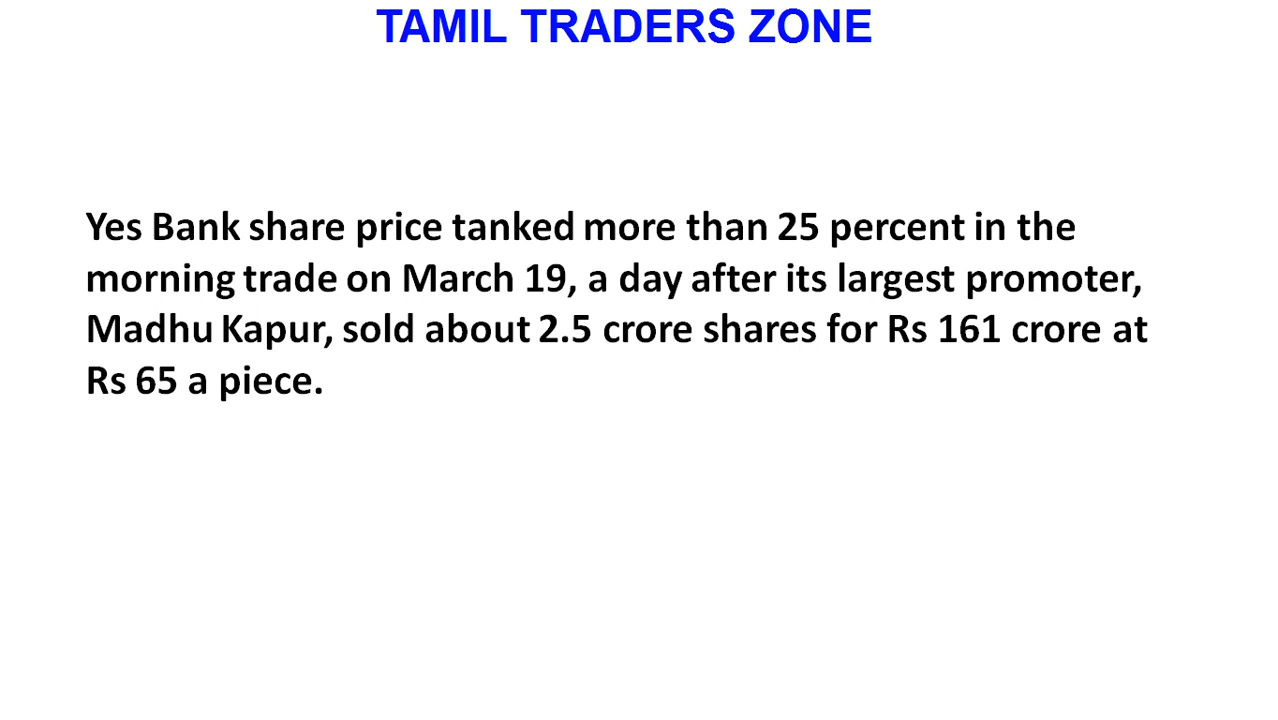 TAMIL TRADERS ZONE
Yes Bank share price tanked more than 25 percent in the
morning trade on March 19, a day after its largest promoter,
Madhu Kapur, sold about 2.5 crore shares for Rs 161 crore at
Rs 65 a piece.